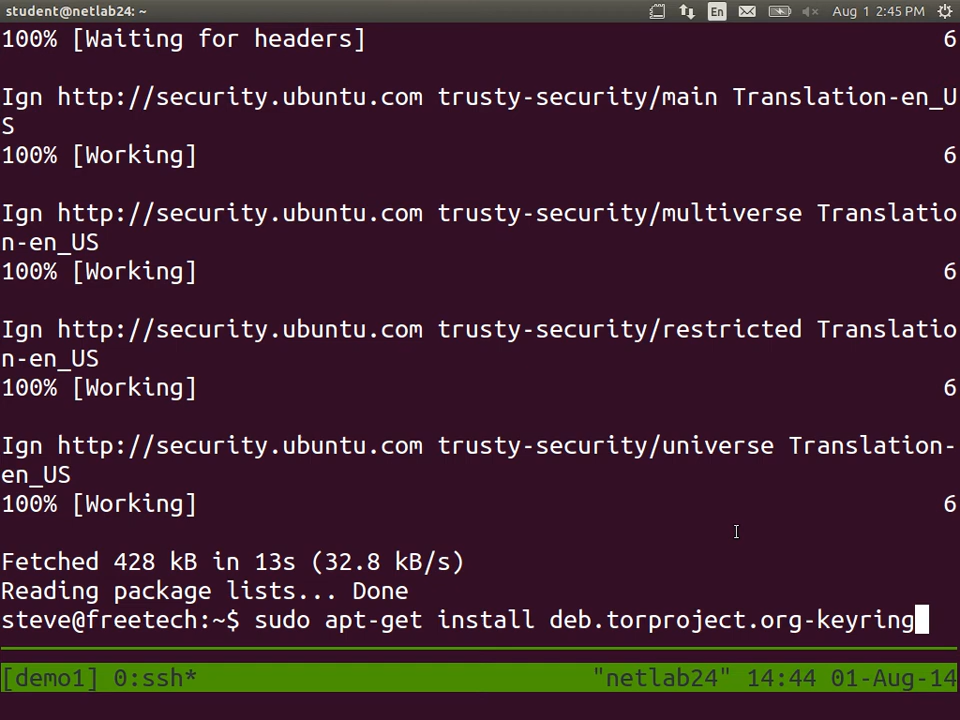 student@netlab24: ~ En Aug 1 2:45 PM
100% [Waiting for headers] 6
Ign http://security.ubuntu.com trusty-security/main Translation-en_U
S
100% [Working] 6
Ign http://security.ubuntu.com trusty-security/multiverse Translatio
n-en_US
100% [Working] 6
Ign http://security.ubuntu.com trusty-security/restricted Translatio
n-en_US
100% [Working] 6
Ign http://security.ubuntu.com trusty-security/universe Translation-
en_US
100% [Working] 6
Fetched 428 kB in 13s (32.8 kB/s)
Reading package lists... Done
steve@freetech:~$ sudo apt-get install deb.torproject.org-keyring
[demo1] 0:ssh* "netlab24" 14:44 01-Aug-14